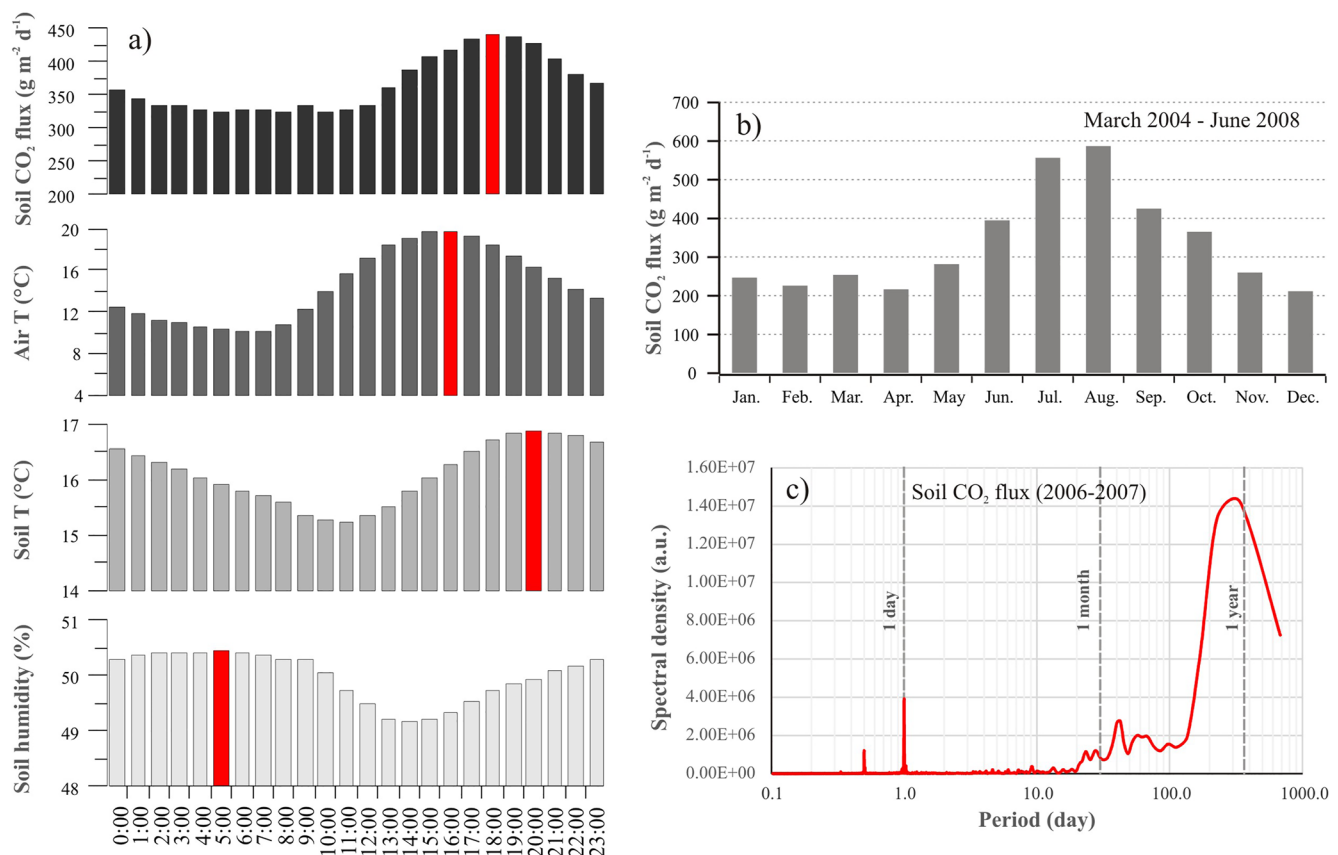 a)
Soil CO₂ flux (g m⁻² d⁻¹)
450
400
350
300
250
200
Air T (°C)
20
16
12
8
4
Soil T (°C)
17
16
15
14
Soil humidity (%)
51
50
49
48
0:00
1:00
2:00
3:00
4:00
5:00
6:00
7:00
8:00
9:00
10:00
11:00
12:00
13:00
14:00
15:00
16:00
17:00
18:00
19:00
20:00
21:00
22:00
23:00
b)
March 2004 - June 2008
Soil CO₂ flux (g m⁻² d⁻¹)
700
600
500
400
300
200
100
0
Jan. Feb. Mar. Apr. May Jun. Jul. Aug. Sep. Oct. Nov. Dec.
c)
Soil CO₂ flux (2006-2007)
Spectral density (a.u.)
1.60E+07
1.40E+07
1.20E+07
1.00E+07
8.00E+06
6.00E+06
4.00E+06
2.00E+06
0.00E+00
1 day
1 month
1 year
0.1 1.0 10.0 100.0 1000.0
Period (day)